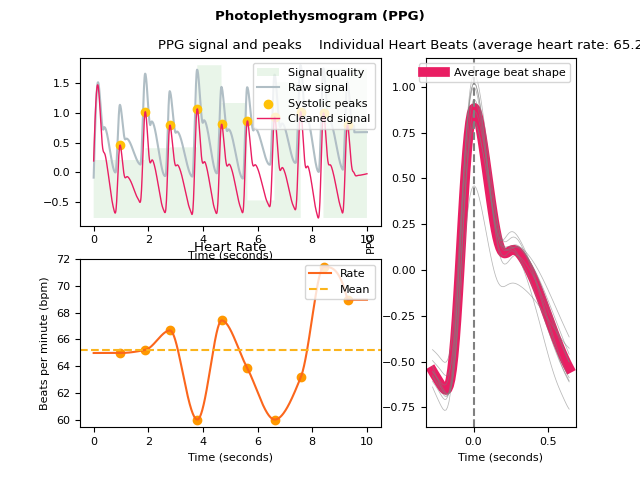 Photoplethysmogram (PPG)
PPG signal and peaks
Individual Heart Beats (average heart rate: 65.2
Signal quality
Raw signal
Systolic peaks
Cleaned signal
1.5
1.0
0.5
0.0
−0.5
0 2 4 6 8 10
Time (seconds)
Heart Rate
Rate
Mean
72
70
68
66
64
62
60
Beats per minute (bpm)
0 2 4 6 8 10
Time (seconds)
Average beat shape
PPG
1.00
0.75
0.50
0.25
0.00
−0.25
−0.50
−0.75
0.0 0.5
Time (seconds)